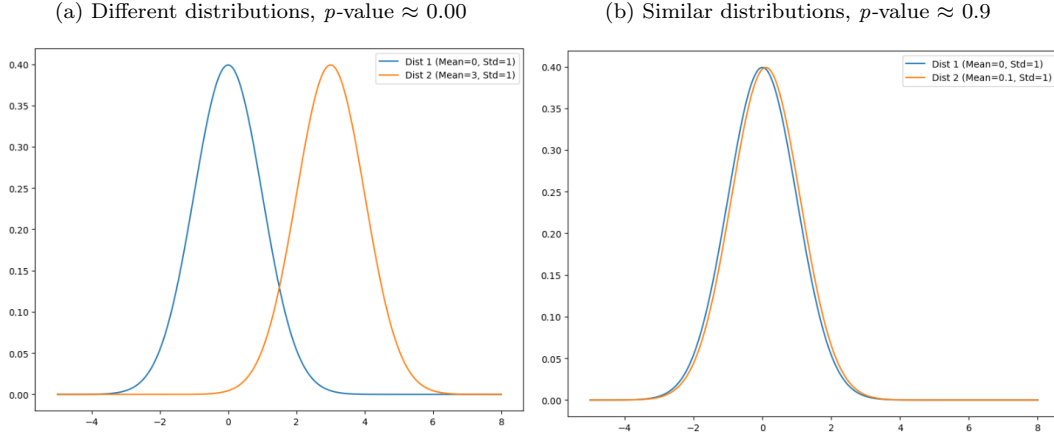 (a) Different distributions, p-value ≈ 0.00
Dist 1 (Mean=0, Std=1)
Dist 2 (Mean=3, Std=1)
0.40
0.35
0.30
0.25
0.20
0.15
0.10
0.05
0.00
−4 −2 0 2 4 6 8
(b) Similar distributions, p-value ≈ 0.9
Dist 1 (Mean=0, Std=1)
Dist 2 (Mean=0.1, Std=1)
0.40
0.35
0.30
0.25
0.20
0.15
0.10
0.05
0.00
−4 −2 0 2 4 6 8